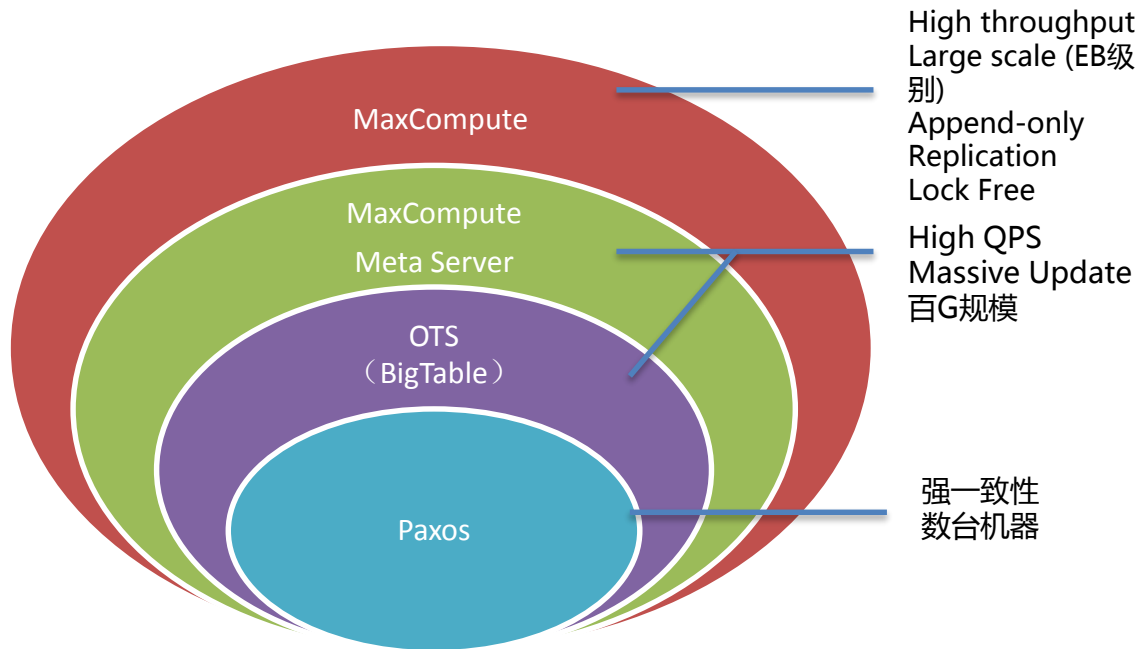 High throughput
Large scale (EB级
别)
Append-only
Replication
Lock Free
MaxCompute
MaxCompute
Meta Server
High QPS
Massive Update
百G规模
OTS
（BigTable）
Paxos
强一致性
数台机器